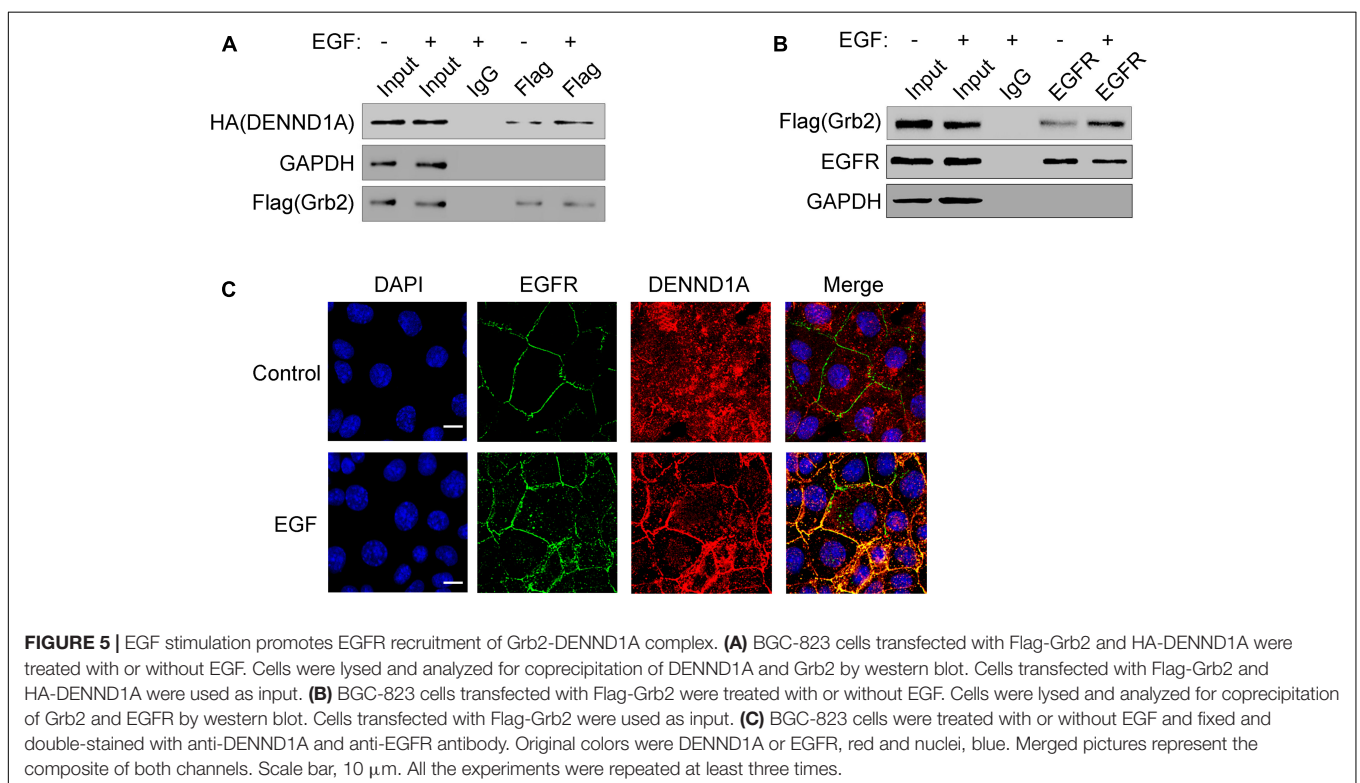 A
EGF: - + + - +
Input Input IgG Flag Flag
HA(DENND1A)
GAPDH
Flag(Grb2)
B
EGF: - + + - +
Input Input IgG EGFR EGFR
Flag(Grb2)
EGFR
GAPDH
C
DAPI EGFR DENND1A Merge
Control
EGF
FIGURE 5 | EGF stimulation promotes EGFR recruitment of Grb2-DENND1A complex. (A) BGC-823 cells transfected with Flag-Grb2 and HA-DENND1A were
treated with or without EGF. Cells were lysed and analyzed for coprecipitation of DENND1A and Grb2 by western blot. Cells transfected with Flag-Grb2 and
HA-DENND1A were used as input. (B) BGC-823 cells transfected with Flag-Grb2 were treated with or without EGF. Cells were lysed and analyzed for coprecipitation
of Grb2 and EGFR by western blot. Cells transfected with Flag-Grb2 were used as input. (C) BGC-823 cells were treated with or without EGF and fixed and
double-stained with anti-DENND1A and anti-EGFR antibody. Original colors were DENND1A or EGFR, red and nuclei, blue. Merged pictures represent the
composite of both channels. Scale bar, 10 μm. All the experiments were repeated at least three times.